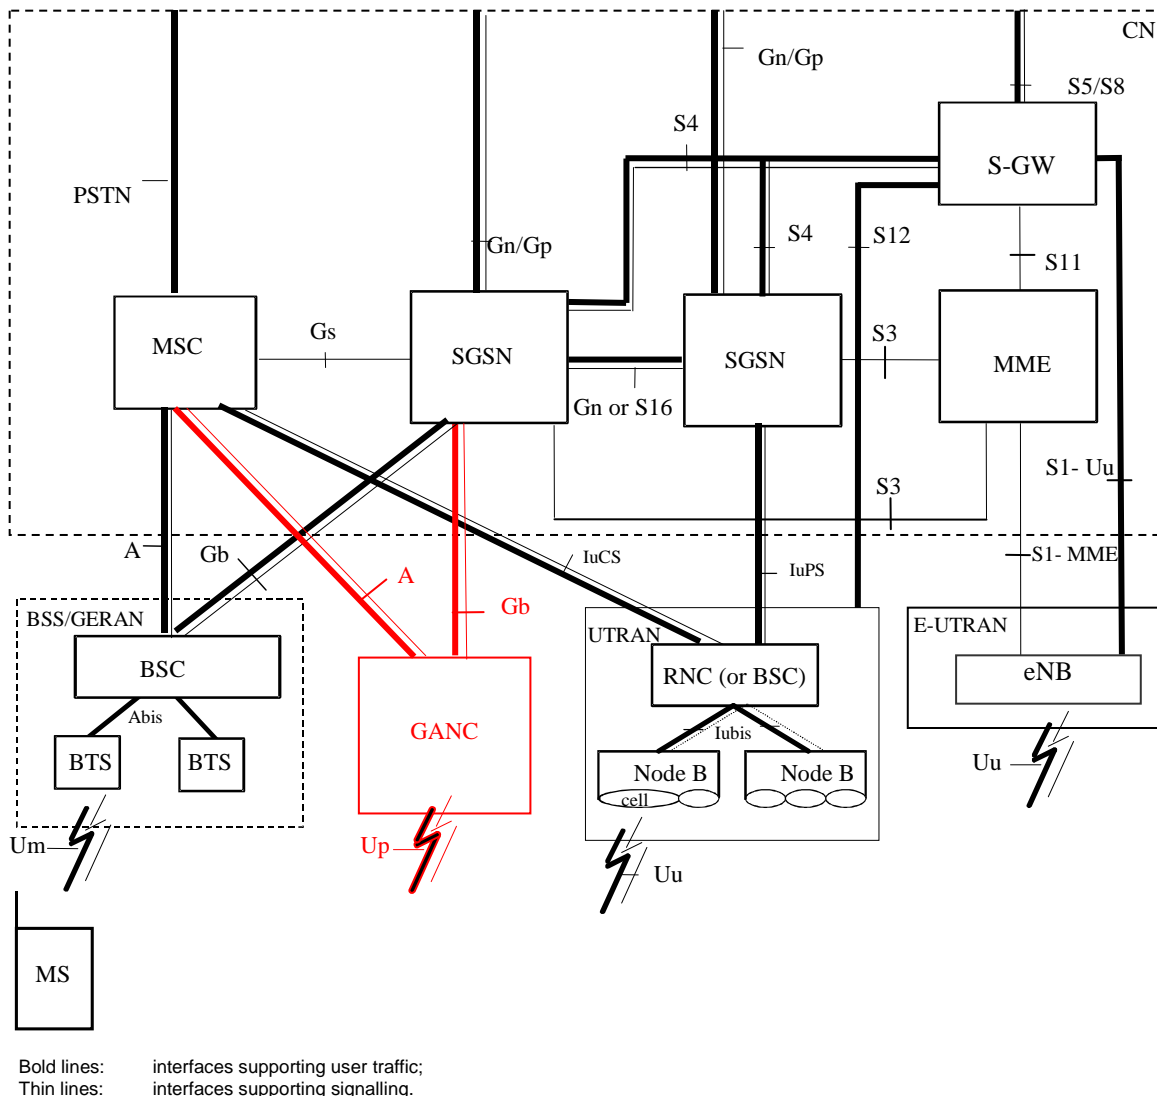 CN
Gn/Gp
S5/S8
S4
S-GW
PSTN
S4
S12
Gn/Gp
S11
MSC
Gs
SGSN
SGSN
S3
MME
Gn or S16
S1- Uu
S3
A
Gb
IuCS
IuPS
S1- MME
A
Gb
BSS/GERAN
UTRAN
E-UTRAN
BSC
RNC (or BSC)
eNB
Abis
GANC
Iubis
BTS
BTS
Node B
Node B
Uu
cell
Um
Up
Uu
MS
Bold lines: interfaces supporting user traffic;
Thin lines: interfaces supporting signalling.